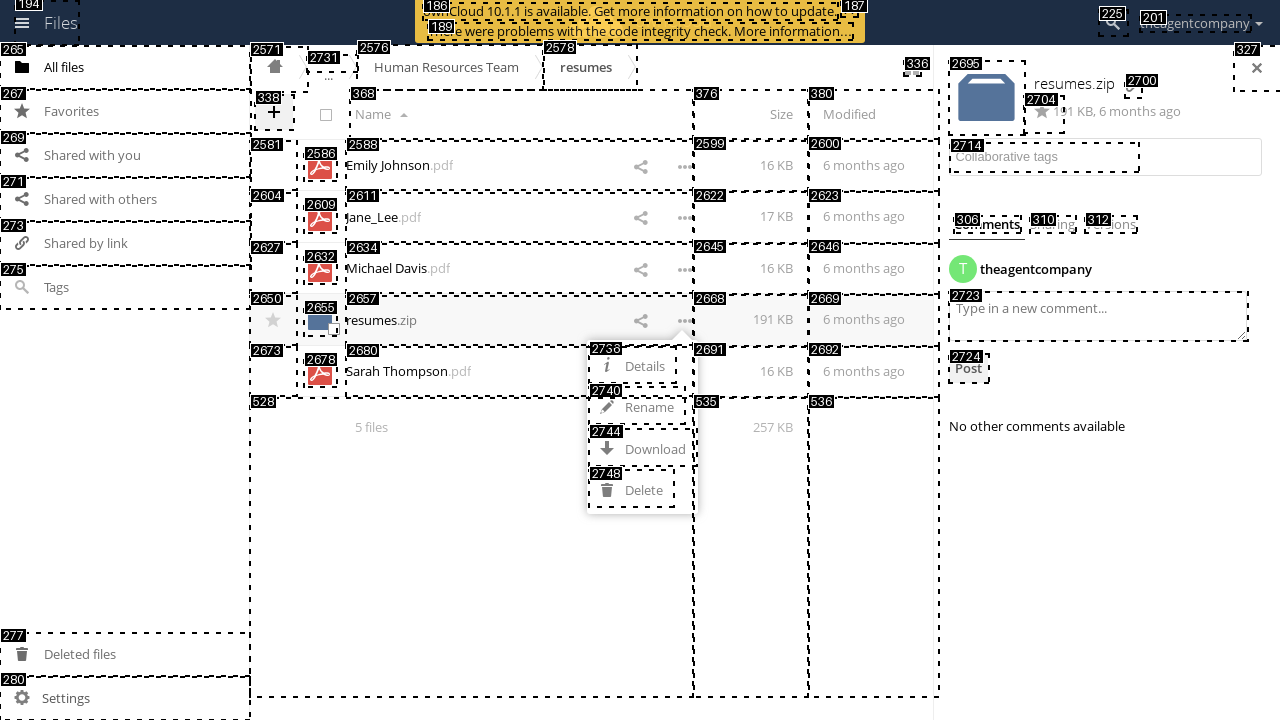 194
Files
186
ownCloud 10.1.1 is available. Get more information on how to update.
187
189
There were problems with the code integrity check. More information…
225
201
theagentcompany
265
All files
267
Favorites
269
Shared with you
271
Shared with others
273
Shared by link
275
Tags
277
Deleted files
280
Settings
2571
2731
...
2576
Human Resources Team
2578
resumes
336
338
+
368
Name
376
Size
380
Modified
2581
2586
2588
Emily Johnson.pdf
2599
16 KB
2600
6 months ago
2604
2609
2611
Jane_Lee.pdf
2622
17 KB
2623
6 months ago
2627
2632
2634
Michael Davis.pdf
2645
16 KB
2646
6 months ago
2650
2655
2657
resumes.zip
2668
191 KB
2669
6 months ago
2673
2678
2680
Sarah Thompson.pdf
2691
16 KB
2692
6 months ago
528
5 files
535
257 KB
536
2736
Details
2740
Rename
2744
Download
2748
Delete
327
2695
resumes.zip
2700
2704
191 KB, 6 months ago
2714
Collaborative tags
306
Comments
310
Sharing
312
Versions
T
theagentcompany
2723
Type in a new comment...
2724
Post
No other comments available